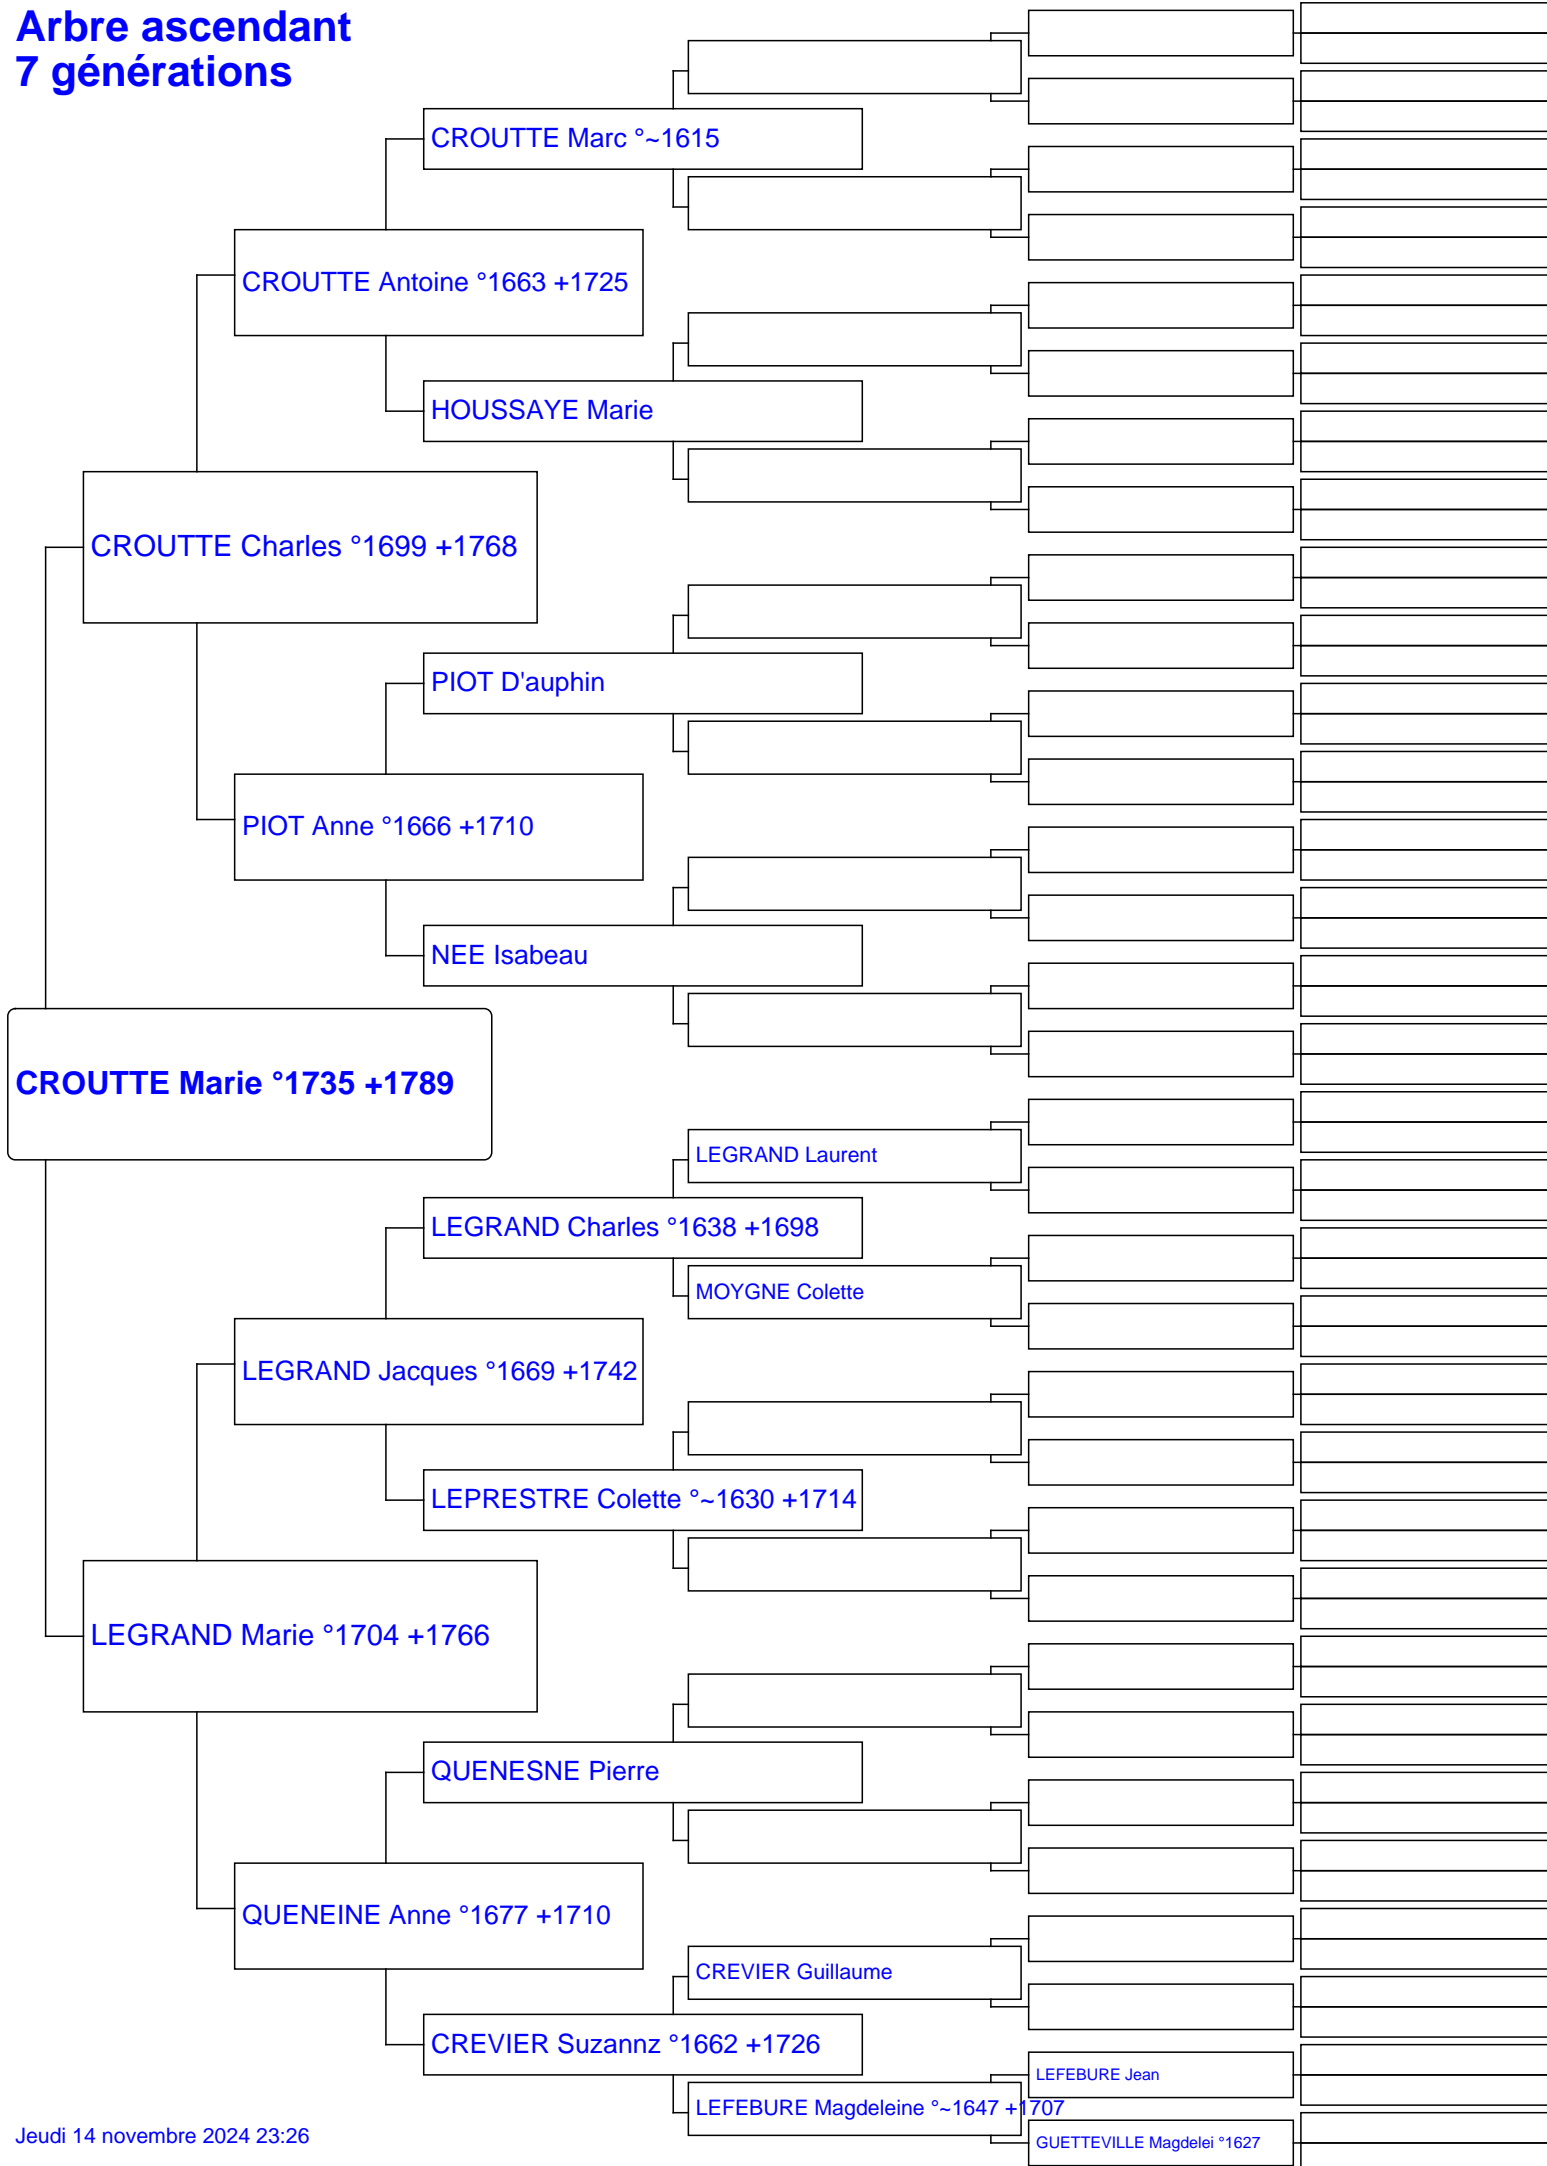 Arbre ascendant
7 générations
CROUTTE Marc °~1615
CROUTTE Antoine °1663 +1725
HOUSSAYE Marie
CROUTTE Charles °1699 +1768
PIOT D'auphin
PIOT Anne °1666 +1710
NEE Isabeau
CROUTTE Marie °1735 +1789
LEGRAND Laurent
LEGRAND Charles °1638 +1698
MOYGNE Colette
LEGRAND Jacques °1669 +1742
LEPRESTRE Colette °~1630 +1714
LEGRAND Marie °1704 +1766
QUENESNE Pierre
QUENEINE Anne °1677 +1710
CREVIER Guillaume
CREVIER Suzannz °1662 +1726
LEFEBURE Jean
LEFEBURE Magdeleine °~1647 +1707
GUETTEVILLE Magdelei °1627
Jeudi 14 novembre 2024 23:26